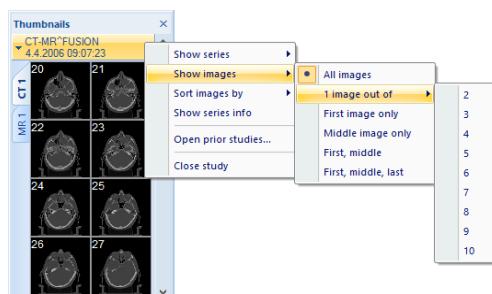 Thumbnails
CT-MR^FUSION
4.4.2006 09:07:23
CT 1
MR 1
20
21
22
23
24
25
26
27
Show series
Show images
Sort images by
Show series info
Open prior studies...
Close study
All images
1 image out of
First image only
Middle image only
First, middle
First, middle, last
2
3
4
5
6
7
8
9
10